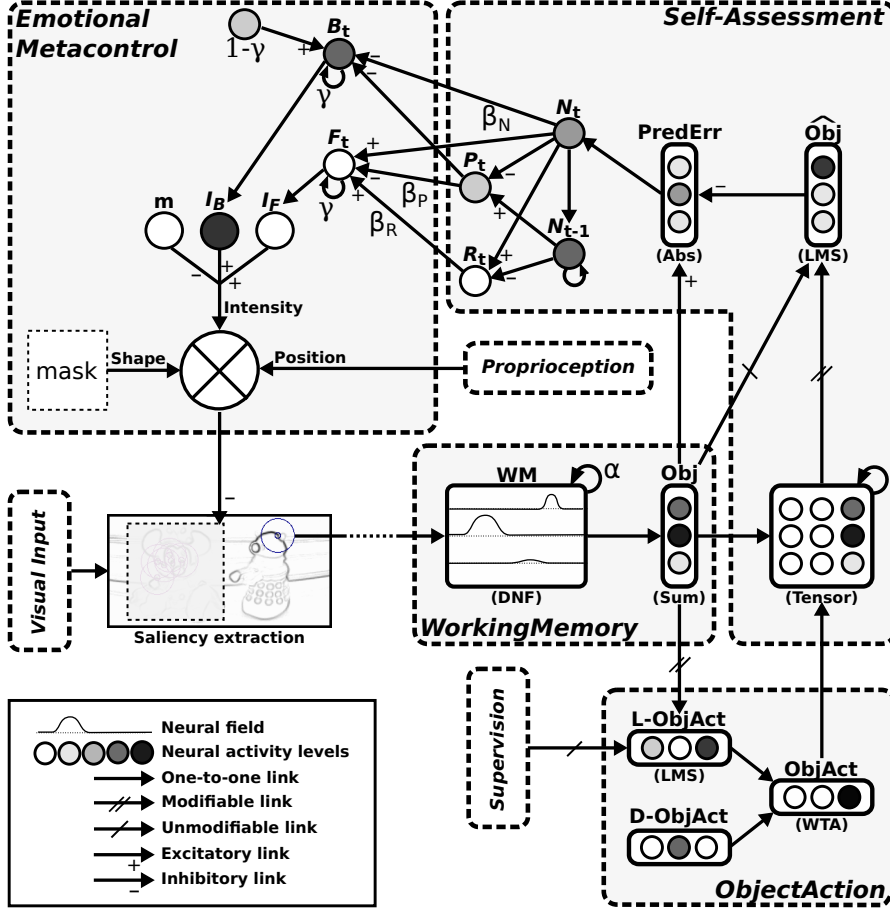 Emotional
Metacontrol
1-γ
+
B_t
–
–
γ
F_t
+
–
+
γ
m
I_B
I_F
–
+
+
Intensity
mask
Shape
Position
β_N
β_P
β_R
Self-Assessment
N_t
P_t
–
+
N_t-1
R_t
+
–
PredErr
(Abs)
–
+
Ôbj
(LMS)
Proprioception
–
Visual Input
Saliency extraction
WM
α
(DNF)
Obj
(Sum)
WorkingMemory
(Tensor)
Supervision
L-ObjAct
(LMS)
D-ObjAct
ObjAct
(WTA)
ObjectAction
Neural field
Neural activity levels
One-to-one link
Modifiable link
Unmodifiable link
Excitatory link
+
Inhibitory link
–